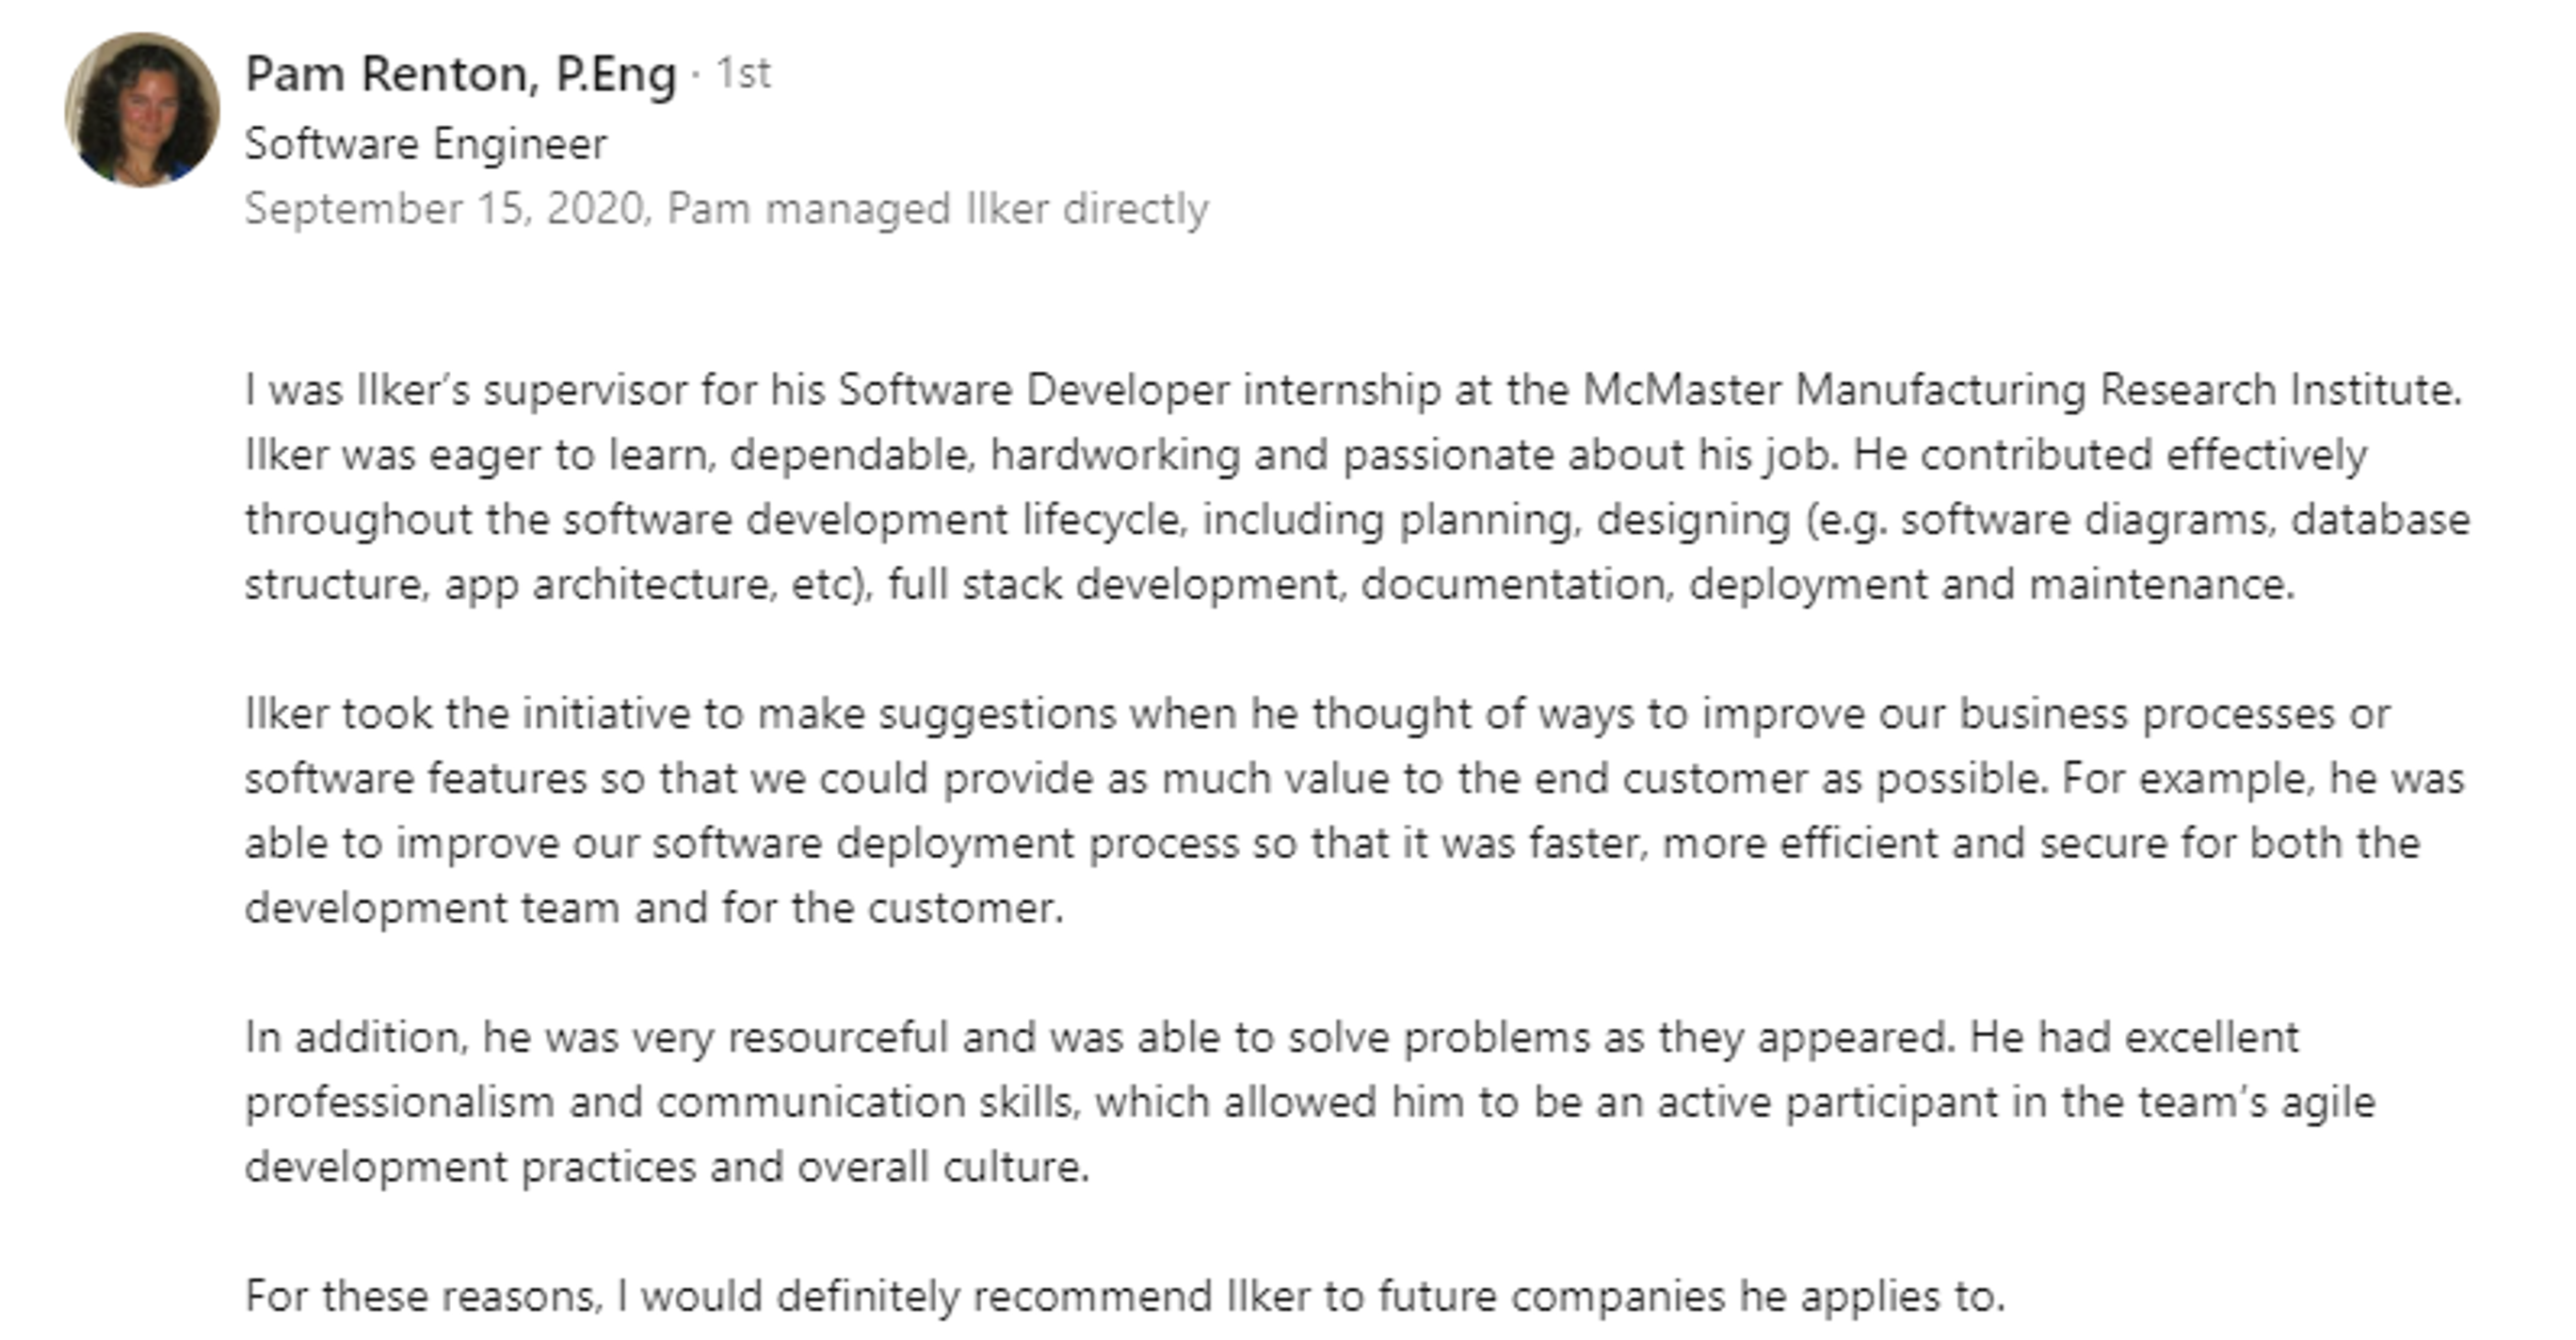 Pam Renton, P.Eng · 1st
Software Engineer
September 15, 2020, Pam managed Ilker directly
I was Ilker’s supervisor for his Software Developer internship at the McMaster Manufacturing Research Institute.
Ilker was eager to learn, dependable, hardworking and passionate about his job. He contributed effectively
throughout the software development lifecycle, including planning, designing (e.g. software diagrams, database
structure, app architecture, etc), full stack development, documentation, deployment and maintenance.
Ilker took the initiative to make suggestions when he thought of ways to improve our business processes or
software features so that we could provide as much value to the end customer as possible. For example, he was
able to improve our software deployment process so that it was faster, more efficient and secure for both the
development team and for the customer.
In addition, he was very resourceful and was able to solve problems as they appeared. He had excellent
professionalism and communication skills, which allowed him to be an active participant in the team’s agile
development practices and overall culture.
For these reasons, I would definitely recommend Ilker to future companies he applies to.